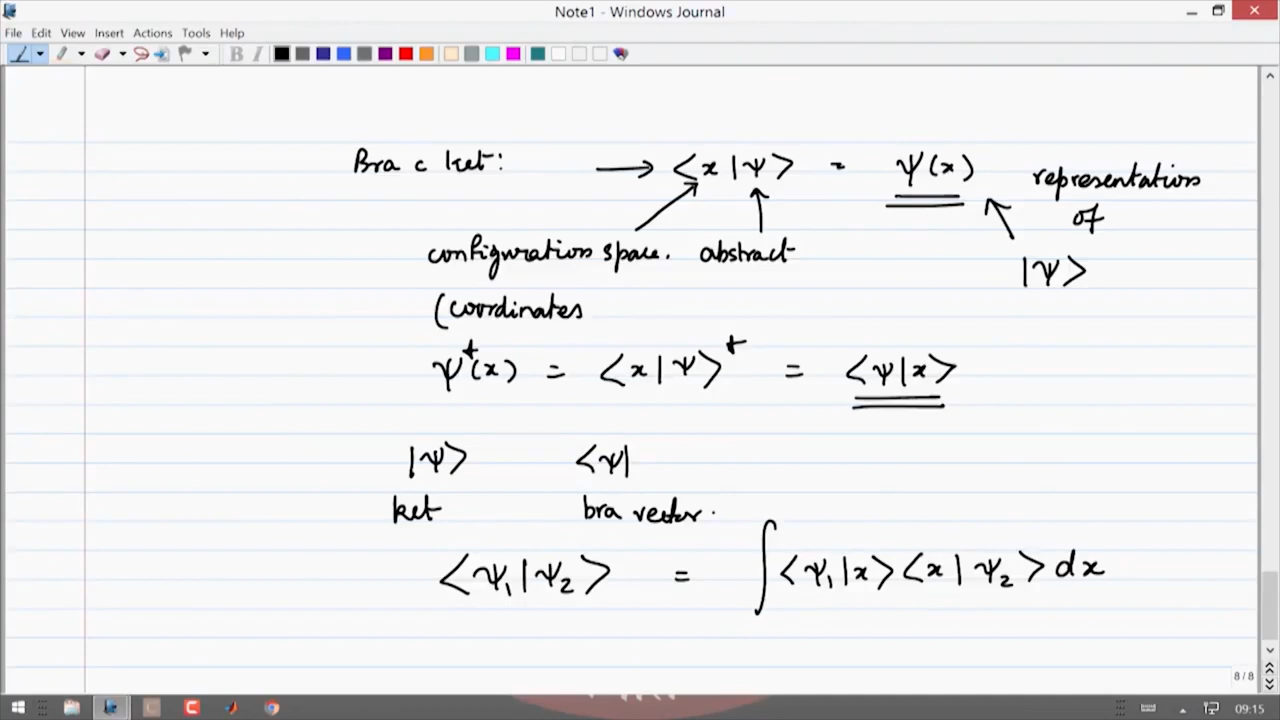 Note1 - Windows Journal
File Edit View Insert Actions Tools Help
Bra c ket: → ⟨x|Ψ⟩ = Ψ(x) representation
of
|Ψ⟩
configuration space. abstract
(coordinates
Ψ*(x) = ⟨x|Ψ⟩* = ⟨Ψ|x⟩
|Ψ⟩ ⟨Ψ|
ket bra vector.
⟨Ψ₁|Ψ₂⟩ = ∫⟨Ψ₁|x⟩⟨x|Ψ₂⟩dx
8/8
09:15